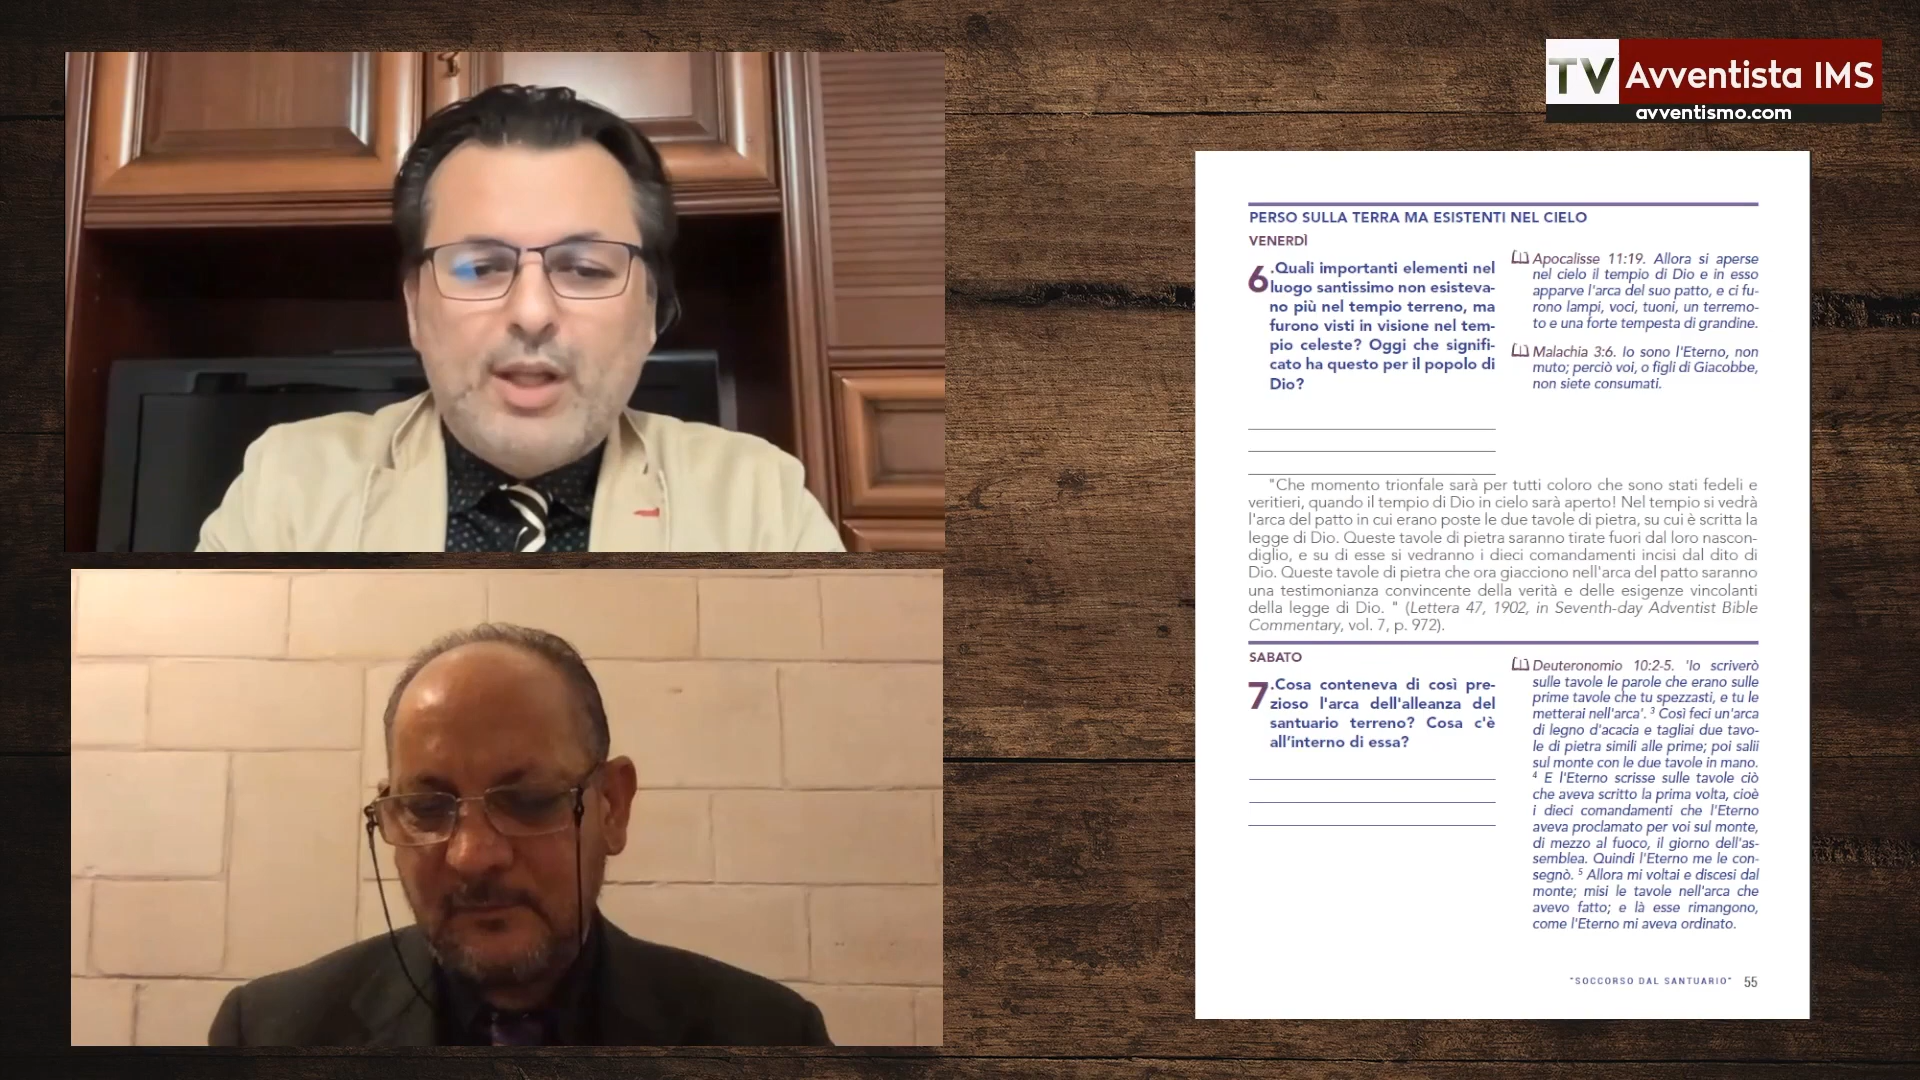 TV Avventista IMS
avventismo.com
PERSO SULLA TERRA MA ESISTENTI NEL CIELO
VENERDÌ
6.Quali importanti elementi nel
luogo santissimo non esisteva-
no più nel tempio terreno, ma
furono visti in visione nel tem-
pio celeste? Oggi che signifi-
cato ha questo per il popolo di
Dio?
Apocalisse 11:19. Allora si aperse
nel cielo il tempio di Dio e in esso
apparve l'arca del suo patto, e ci fu-
rono lampi, voci, tuoni, un terremo-
to e una forte tempesta di grandine.
Malachia 3:6. Io sono l'Eterno, non
muto; perciò voi, o figli di Giacobbe,
non siete consumati.
"Che momento trionfale sarà per tutti coloro che sono stati fedeli e
veritieri, quando il tempio di Dio in cielo sarà aperto! Nel tempio si vedrà
l'arca del patto in cui erano poste le due tavole di pietra, su cui è scritta la
legge di Dio. Queste tavole di pietra saranno tirate fuori dal loro nascon-
diglio, e su di esse si vedranno i dieci comandamenti incisi dal dito di
Dio. Queste tavole di pietra che ora giacciono nell'arca del patto saranno
una testimonianza convincente della verità e delle esigenze vincolanti
della legge di Dio. " (Lettera 47, 1902, in Seventh-day Adventist Bible
Commentary, vol. 7, p. 972).
SABATO
7.Cosa conteneva di così pre-
zioso l'arca dell'alleanza del
santuario terreno? Cosa c'è
all'interno di essa?
Deuteronomio 10:2-5. 'Io scriverò
sulle tavole le parole che erano sulle
prime tavole che tu spezzasti, e tu le
metterai nell'arca'. 3 Così feci un'arca
di legno d'acacia e tagliai due tavo-
le di pietra simili alle prime; poi salii
sul monte con le due tavole in mano.
4 E l'Eterno scrisse sulle tavole ciò
che aveva scritto la prima volta, cioè
i dieci comandamenti che l'Eterno
aveva proclamato per voi sul monte,
di mezzo al fuoco, il giorno dell'as-
semblea. Quindi l'Eterno me le con-
segnò. 5 Allora mi voltai e discesi dal
monte; misi le tavole nell'arca che
avevo fatto; e là esse rimangono,
come l'Eterno mi aveva ordinato.
"SOCCORSO DAL SANTUARIO" 55